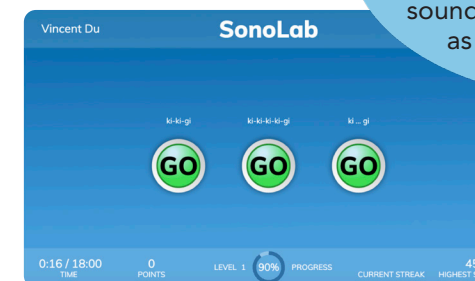 sound
as
Vincent Du
SonoLab
ki-ki-gi
ki-ki-ki-ki-gi
ki ... gi
GO
GO
GO
0:16 / 18:00
TIME
0
POINTS
LEVEL 1
90%
PROGRESS
CURRENT STREAK
45
HIGHEST